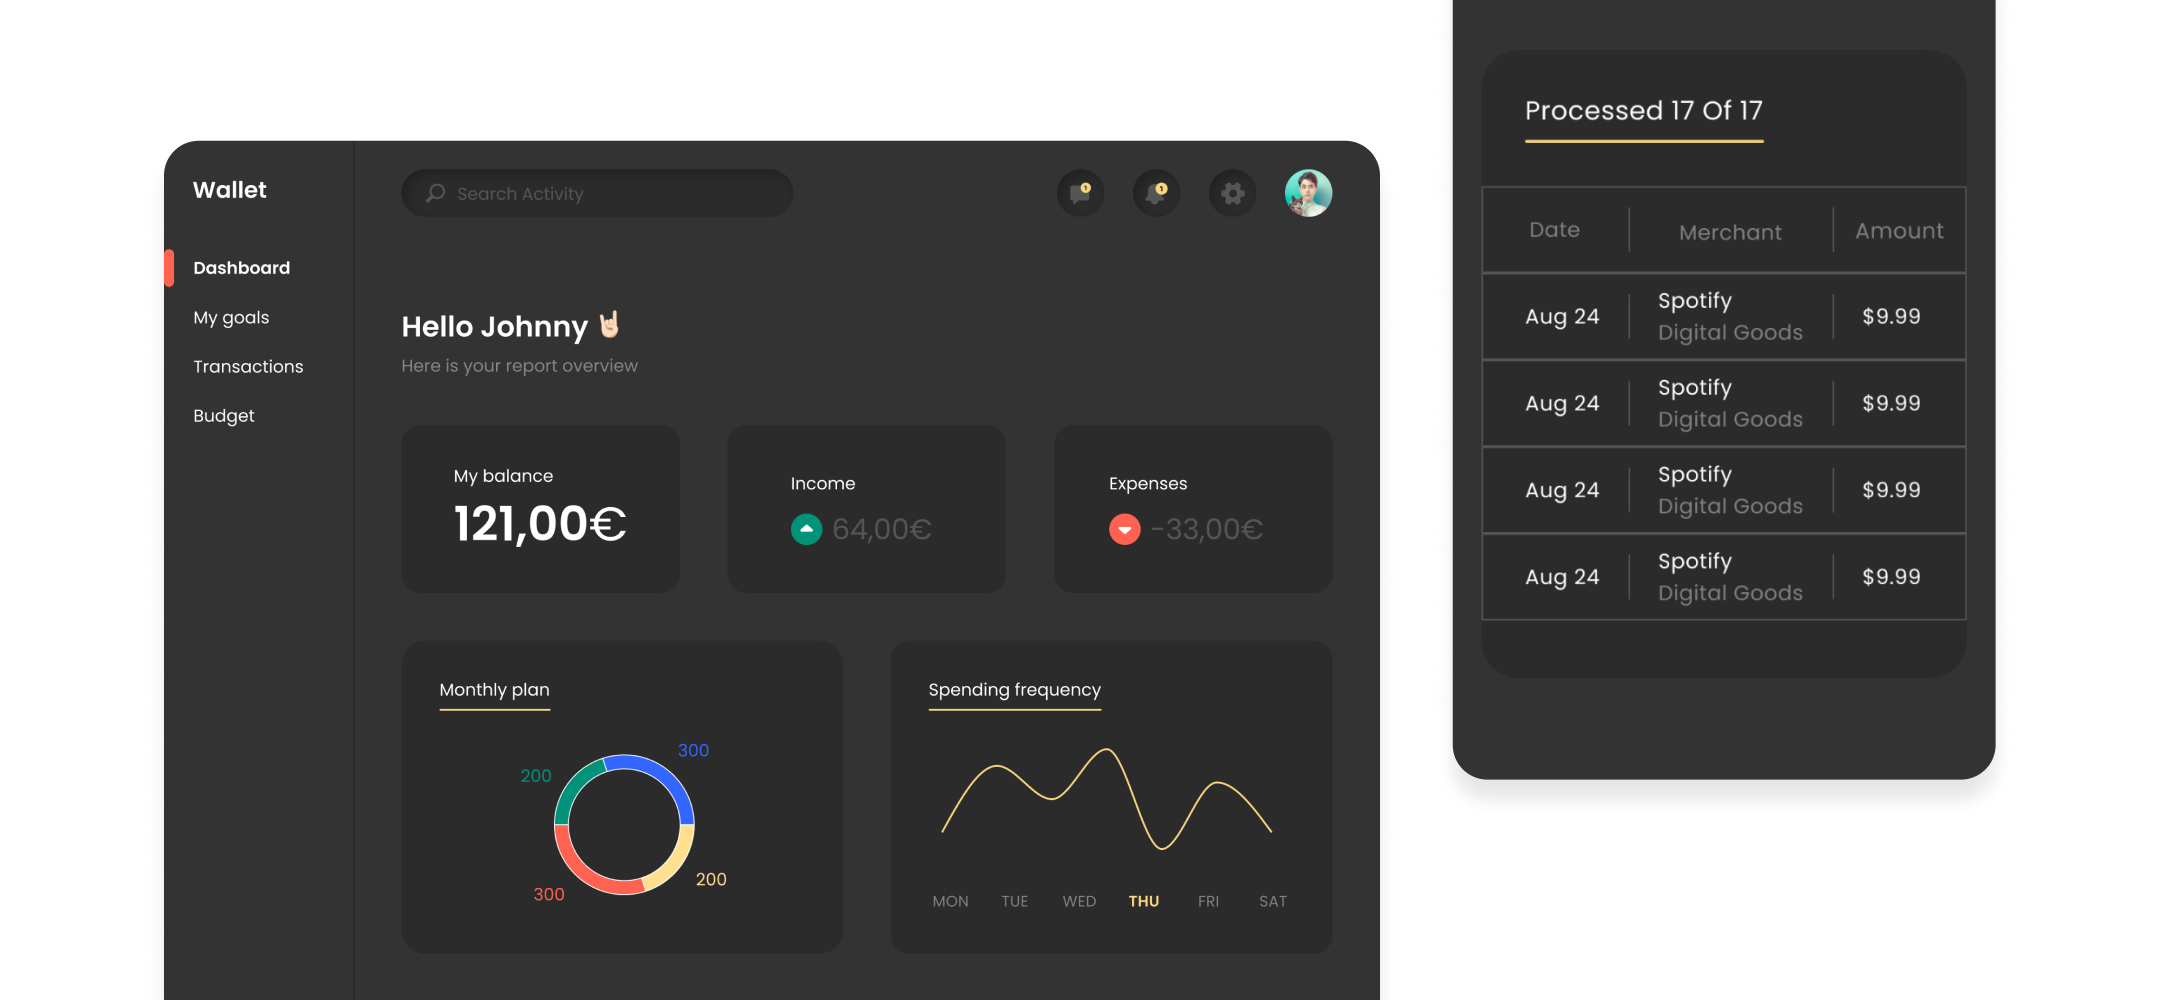 Wallet
Dashboard
My goals
Transactions
Budget
Search Activity
1
1
Hello Johnny 🤘🏻
Here is your report overview
My balance
121,00€
Income
64,00€
Expenses
-33,00€
Monthly plan
300
200
300
200
Spending frequency
MON TUE WED THU FRI SAT
Processed 17 Of 17
Date Merchant Amount
Aug 24 Spotify $9.99
Digital Goods
Aug 24 Spotify $9.99
Digital Goods
Aug 24 Spotify $9.99
Digital Goods
Aug 24 Spotify $9.99
Digital Goods